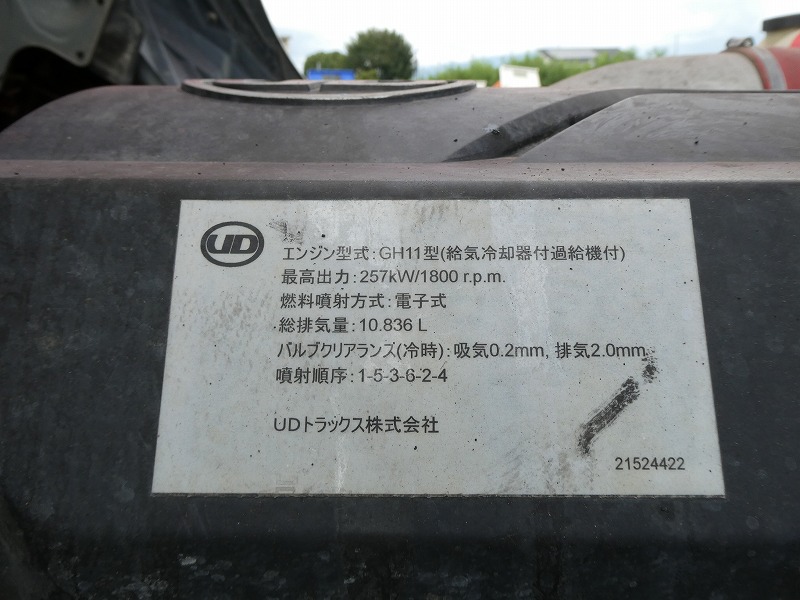 UD
エンジン型式:GH11型(給気冷却器付過給機付)
最高出力:257kW/1800 r.p.m.
燃料噴射方式:電子式
総排気量:10.836 L
バルブクリアランス(冷時):吸気0.2mm, 排気2.0mm
噴射順序:1-5-3-6-2-4
UDトラックス株式会社
21524422